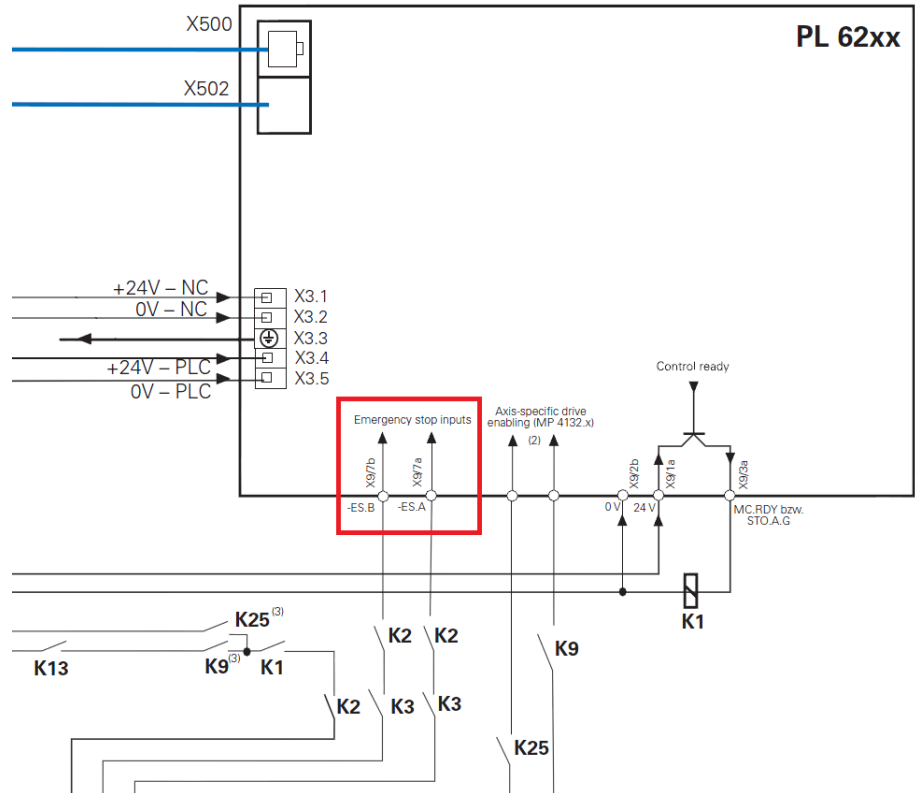 X500
PL 62xx
X502
+24V – NC
X3.1
0V – NC
X3.2
X3.3
X3.4
+24V – PLC
X3.5
0V – PLC
Control ready
Emergency stop inputs
Axis-specific drive
enabling (MP 4132.x)
(2)
X9/7b
X9/7a
X9/2b
X9/1a
X9/3a
-ES.B
-ES.A
0 V
24 V
MC.RDY bzw.
STO.A.G
K1
K25 (3)
K2
K2
K9
K13
K9 (3)
K1
K2
K3
K3
K25